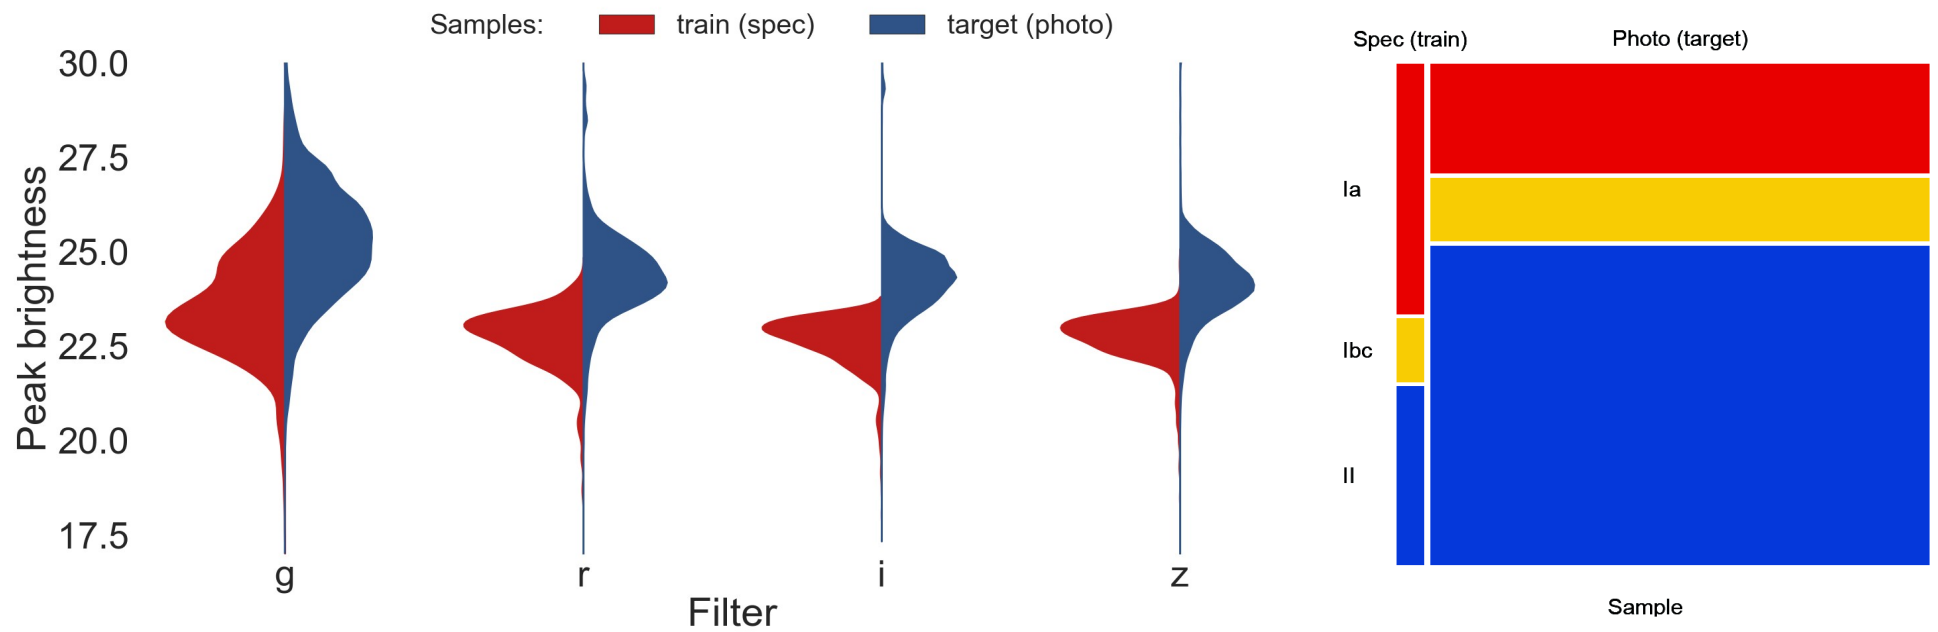 Samples: train (spec) target (photo)
Peak brightness
30.0
27.5
25.0
22.5
20.0
17.5
g r i z
Filter
Spec (train) Photo (target)
Ia
Ibc
II
Sample